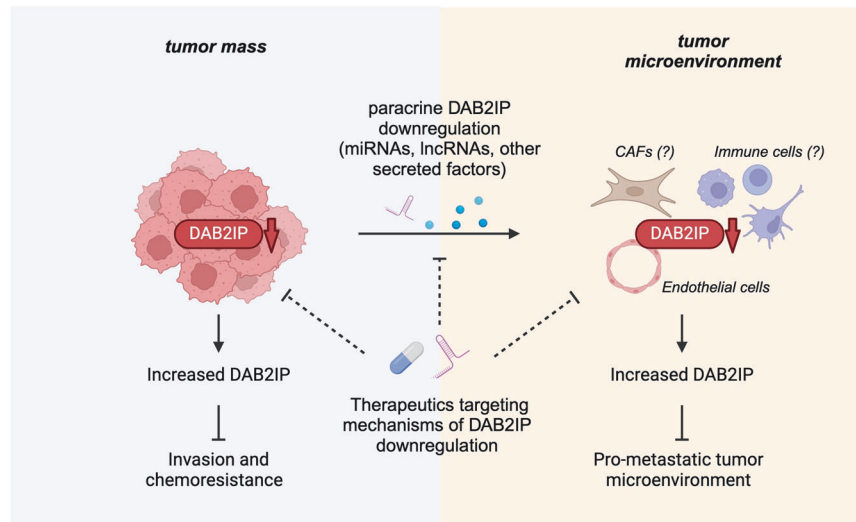 tumor mass
tumor
microenvironment
paracrine DAB2IP
downregulation
(miRNAs, lncRNAs, other
secreted factors)
CAFs (?)
Immune cells (?)
DAB2IP
DAB2IP
Endothelial cells
Increased DAB2IP
Increased DAB2IP
Therapeutics targeting
mechanisms of DAB2IP
downregulation
Invasion and
chemoresistance
Pro-metastatic tumor
microenvironment